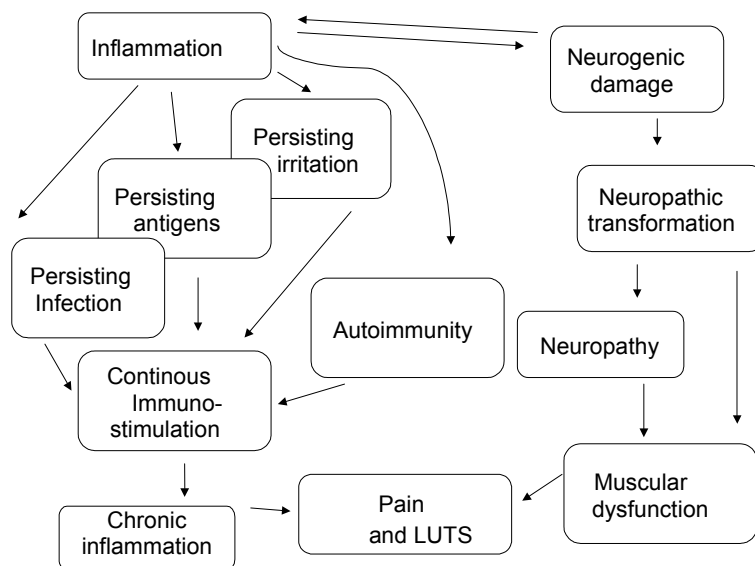 Inflammation
Neurogenic
damage
Persisting
irritation
Persisting
antigens
Neuropathic
transformation
Persisting
Infection
Autoimmunity
Neuropathy
Continous
Immuno-
stimulation
Chronic
inflammation
Pain
and LUTS
Muscular
dysfunction